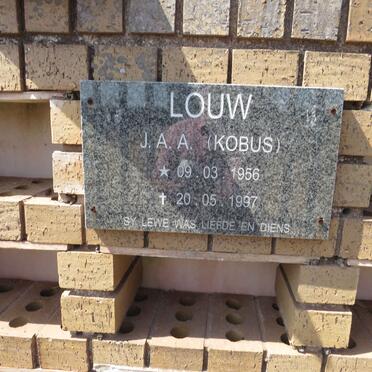 LOUW
J. A. A. (KOBUS)
★ 09. 03. 1956
✝ 20. 05. 1997
SY LEWE WAS LIEFDE EN DIENS